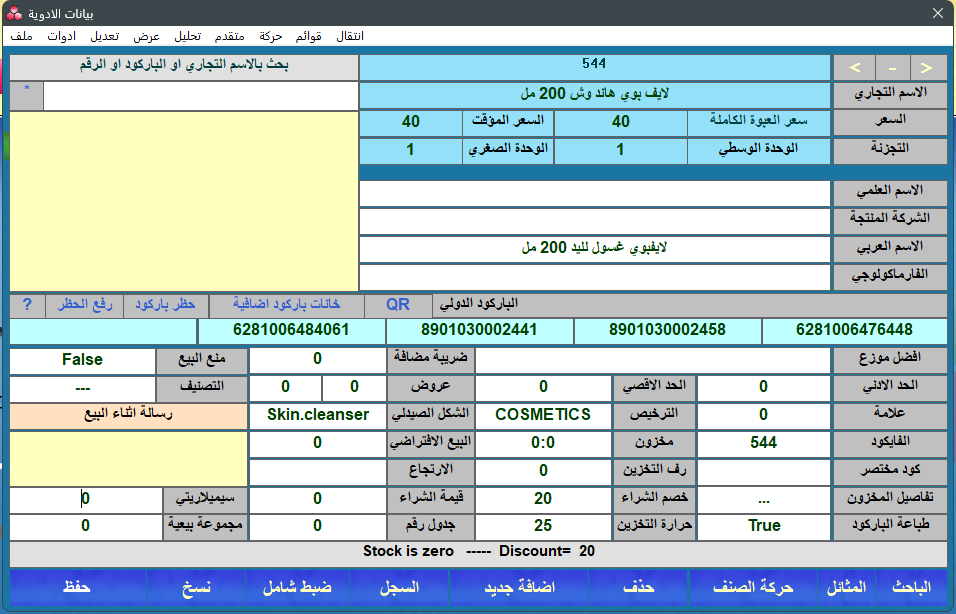 بيانات الادوية
ملف ادوات تعديل عرض تحليل متقدم حركة قوائم انتقال
< - > 544 بحث بالاسم التجاري او الباركود او الرقم
الاسم التجاري لايف بوي هاند وش 200 مل *
السعر سعر العبوة الكاملة 40 السعر المؤقت 40
التجزئة الوحدة الوسطي 1 الوحدة الصغري 1
الاسم العلمي
الشركة المنتجة
الاسم العربي لايفبوي غسول لليد 200 مل
الفارماكولوجي
الباركود الدولي QR خانات باركود اضافية حظر باركود رفع الحظر ?
6281006476448 8901030002458 8901030002441 6281006484061
افضل موزع ضريبة مضافة 0 منع البيع False
الحد الادني 0 الحد الاقصي 0 عروض 0 0 التصنيف ---
علامة 0 الترخيص COSMETICS الشكل الصيدلي Skin.cleanser رسالة اثناء البيع
الفايكود 544 مخزون 0:0 البيع الافتراضي 0
كود مختصر رف التخزين 0 الارتجاع
تفاصيل المخزون ... خصم الشراء 20 قيمة الشراء 0 سيميلاريتي 0
طباعة الباركود True حرارة التخزين 25 جدول رقم 0 مجموعة بيعية 0
Stock is zero ----- Discount= 20
الباحث المثائل حركة الصنف حذف اضافة جديد السجل ضبط شامل نسخ حفظ